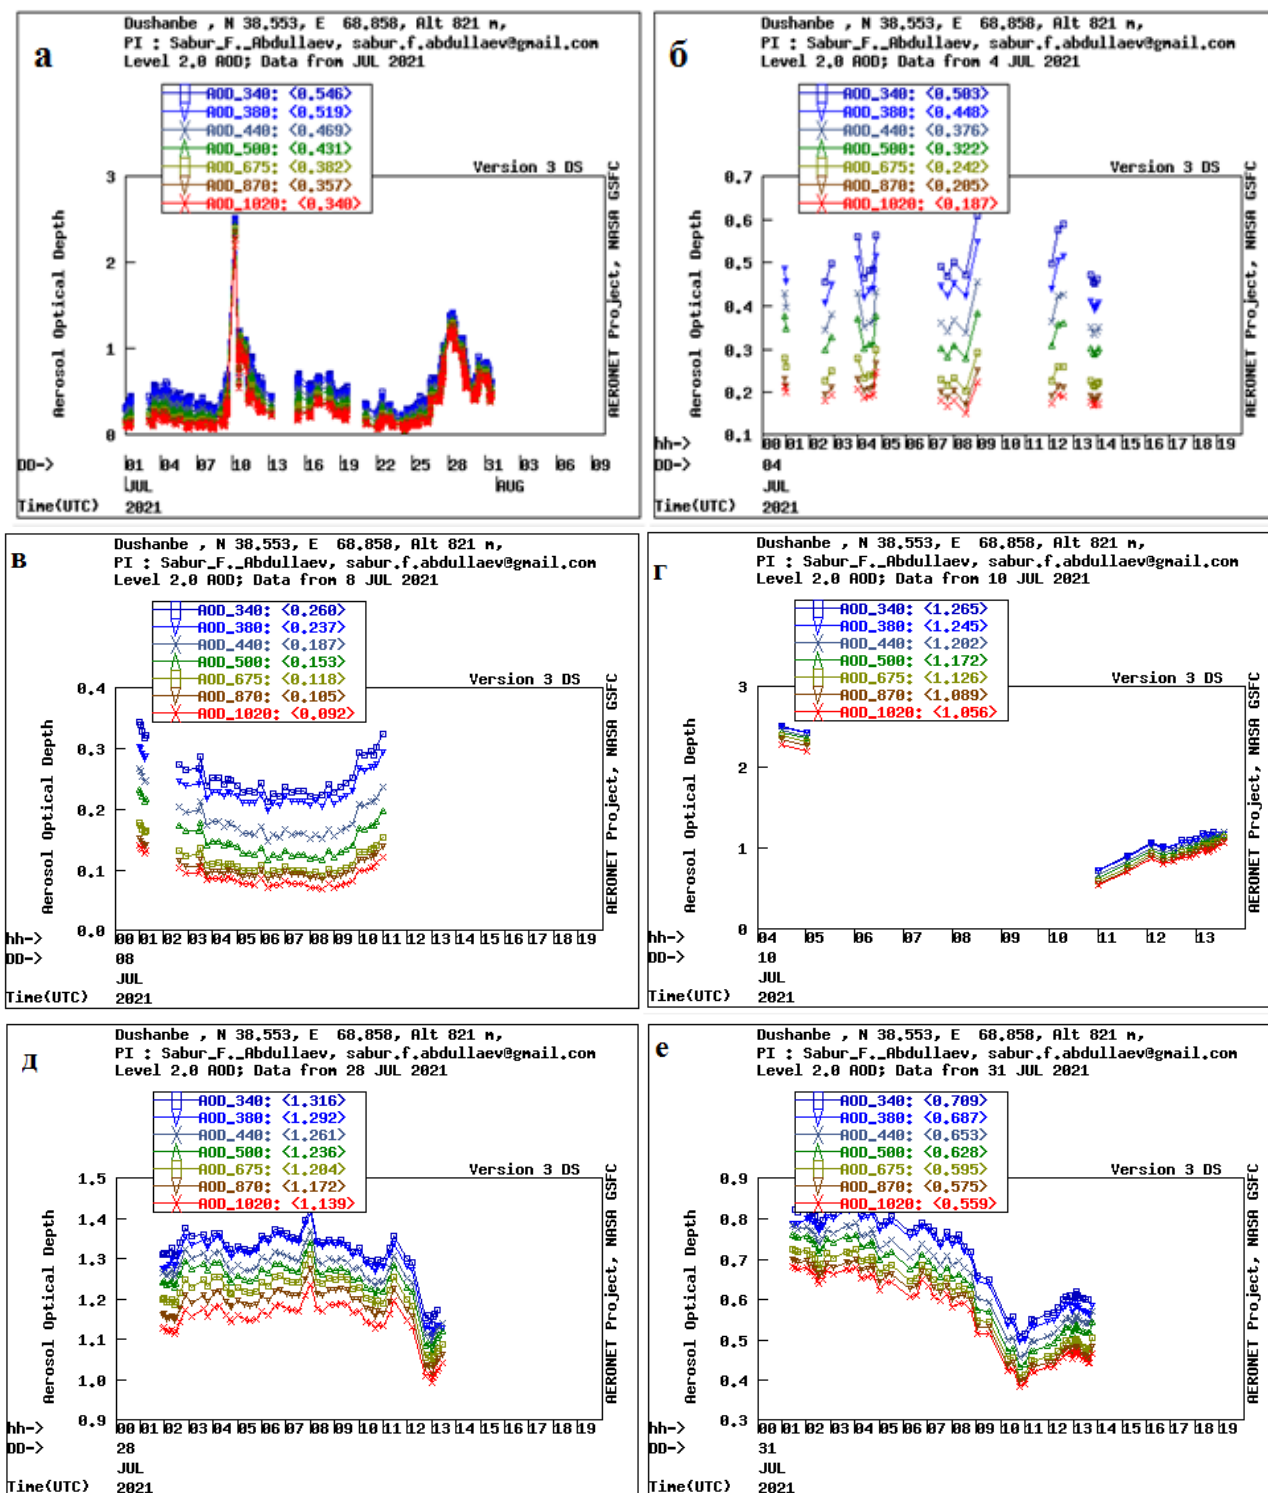 а
Dushanbe , N 38.553, E 68.858, Alt 821 m,
PI : Sabur_F._Abdullaev, sabur.f.abdullaev@gmail.com
Level 2.0 AOD; Data from JUL 2021
AOD_340: <0.546>
AOD_380: <0.519>
AOD_440: <0.469>
AOD_500: <0.431>
AOD_675: <0.382>
AOD_870: <0.357>
AOD_1020: <0.340>
Version 3 DS
Aerosol Optical Depth
AERONET Project, NASA GSFC
3
2
1
0
DD->
01 04 07 10 13 16 19 22 25 28 31 03 06 09
JUL AUG
Time(UTC) 2021
б
Dushanbe , N 38.553, E 68.858, Alt 821 m,
PI : Sabur_F._Abdullaev, sabur.f.abdullaev@gmail.com
Level 2.0 AOD; Data from 4 JUL 2021
AOD_340: <0.503>
AOD_380: <0.448>
AOD_440: <0.376>
AOD_500: <0.322>
AOD_675: <0.242>
AOD_870: <0.205>
AOD_1020: <0.187>
Version 3 DS
Aerosol Optical Depth
AERONET Project, NASA GSFC
0.7
0.6
0.5
0.4
0.3
0.2
0.1
hh-> 00 01 02 03 04 05 06 07 08 09 10 11 12 13 14 15 16 17 18 19
DD-> 04
JUL
Time(UTC) 2021
в
Dushanbe , N 38.553, E 68.858, Alt 821 m,
PI : Sabur_F._Abdullaev, sabur.f.abdullaev@gmail.com
Level 2.0 AOD; Data from 8 JUL 2021
AOD_340: <0.260>
AOD_380: <0.237>
AOD_440: <0.187>
AOD_500: <0.153>
AOD_675: <0.118>
AOD_870: <0.105>
AOD_1020: <0.092>
Version 3 DS
Aerosol Optical Depth
AERONET Project, NASA GSFC
0.4
0.3
0.2
0.1
0.0
hh-> 00 01 02 03 04 05 06 07 08 09 10 11 12 13 14 15 16 17 18 19
DD-> 08
JUL
Time(UTC) 2021
г
Dushanbe , N 38.553, E 68.858, Alt 821 m,
PI : Sabur_F._Abdullaev, sabur.f.abdullaev@gmail.com
Level 2.0 AOD; Data from 10 JUL 2021
AOD_340: <1.265>
AOD_380: <1.245>
AOD_440: <1.202>
AOD_500: <1.172>
AOD_675: <1.126>
AOD_870: <1.089>
AOD_1020: <1.056>
Version 3 DS
Aerosol Optical Depth
AERONET Project, NASA GSFC
3
2
1
0
hh-> 04 05 06 07 08 09 10 11 12 13
DD-> 10
JUL
Time(UTC) 2021
д
Dushanbe , N 38.553, E 68.858, Alt 821 m,
PI : Sabur_F._Abdullaev, sabur.f.abdullaev@gmail.com
Level 2.0 AOD; Data from 28 JUL 2021
AOD_340: <1.316>
AOD_380: <1.292>
AOD_440: <1.261>
AOD_500: <1.236>
AOD_675: <1.204>
AOD_870: <1.172>
AOD_1020: <1.139>
Version 3 DS
Aerosol Optical Depth
AERONET Project, NASA GSFC
1.5
1.4
1.3
1.2
1.1
1.0
0.9
hh-> 00 01 02 03 04 05 06 07 08 09 10 11 12 13 14 15 16 17 18 19
DD-> 28
JUL
Time(UTC) 2021
е
Dushanbe , N 38.553, E 68.858, Alt 821 m,
PI : Sabur_F._Abdullaev, sabur.f.abdullaev@gmail.com
Level 2.0 AOD; Data from 31 JUL 2021
AOD_340: <0.709>
AOD_380: <0.687>
AOD_440: <0.653>
AOD_500: <0.628>
AOD_675: <0.595>
AOD_870: <0.575>
AOD_1020: <0.559>
Version 3 DS
Aerosol Optical Depth
AERONET Project, NASA GSFC
0.9
0.8
0.7
0.6
0.5
0.4
0.3
hh-> 00 01 02 03 04 05 06 07 08 09 10 11 12 13 14 15 16 17 18 19
DD-> 31
JUL
Time(UTC) 2021